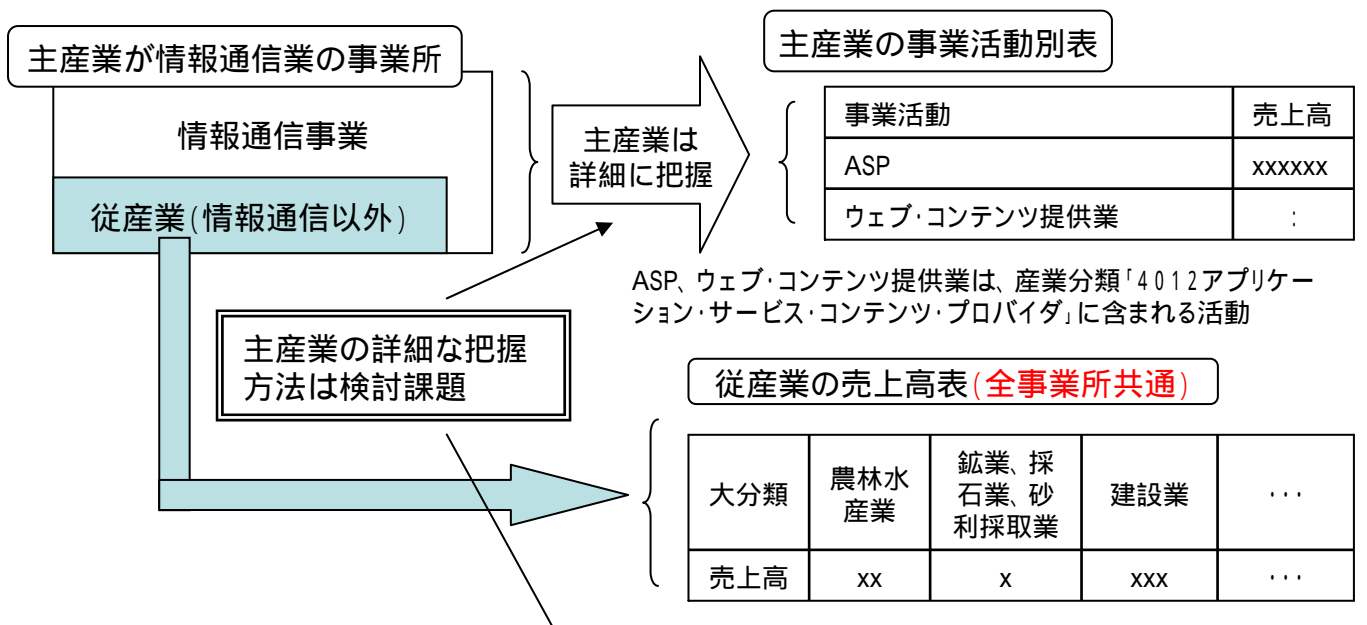 主産業が情報通信業の事業所
情報通信事業
従産業(情報通信以外)
主産業は
詳細に把握
主産業の事業活動別表
事業活動 売上高
ASP xxxxxx
ウェブ・コンテンツ提供業 :
ASP、ウェブ・コンテンツ提供業は、産業分類「4012アプリケー
ション・サービス・コンテンツ・プロバイダ」に含まれる活動
主産業の詳細な把握
方法は検討課題
従産業の売上高表(全事業所共通)
大分類 農林水産業 鉱業、採石業、砂利採取業 建設業 ・・・
売上高 xx x xxx ・・・